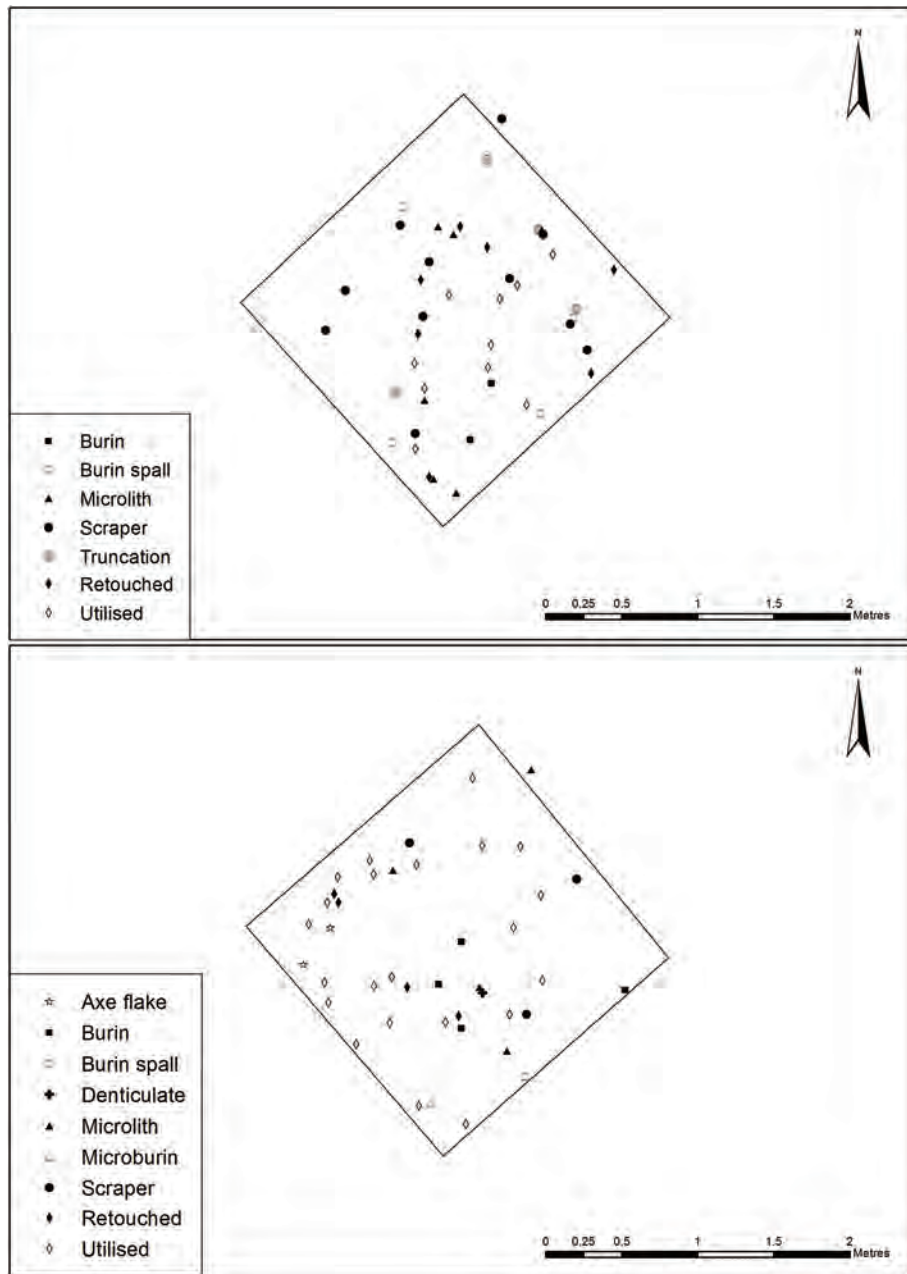 N
Burin
Burin spall
Microlith
Scraper
Truncation
Retouched
Utilised
0 0.25 0.5 1 1.5 2
Metres
N
Axe flake
Burin
Burin spall
Denticulate
Microlith
Microburin
Scraper
Retouched
Utilised
0 0.25 0.5 1 1.5 2
Metres